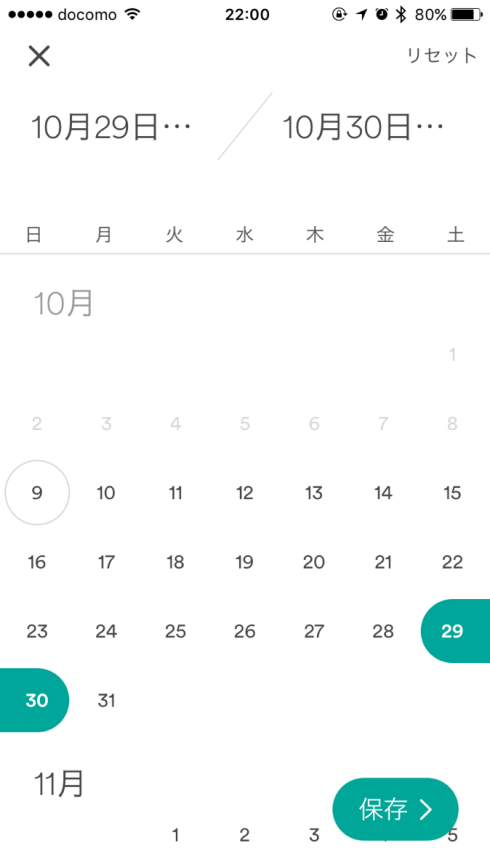 docomo 22:00 80%
リセット
10月29日… 10月30日…
日 月 火 水 木 金 土
10月
1
2 3 4 5 6 7 8
9 10 11 12 13 14 15
16 17 18 19 20 21 22
23 24 25 26 27 28 29
30 31
11月
保存
1 2 3 5